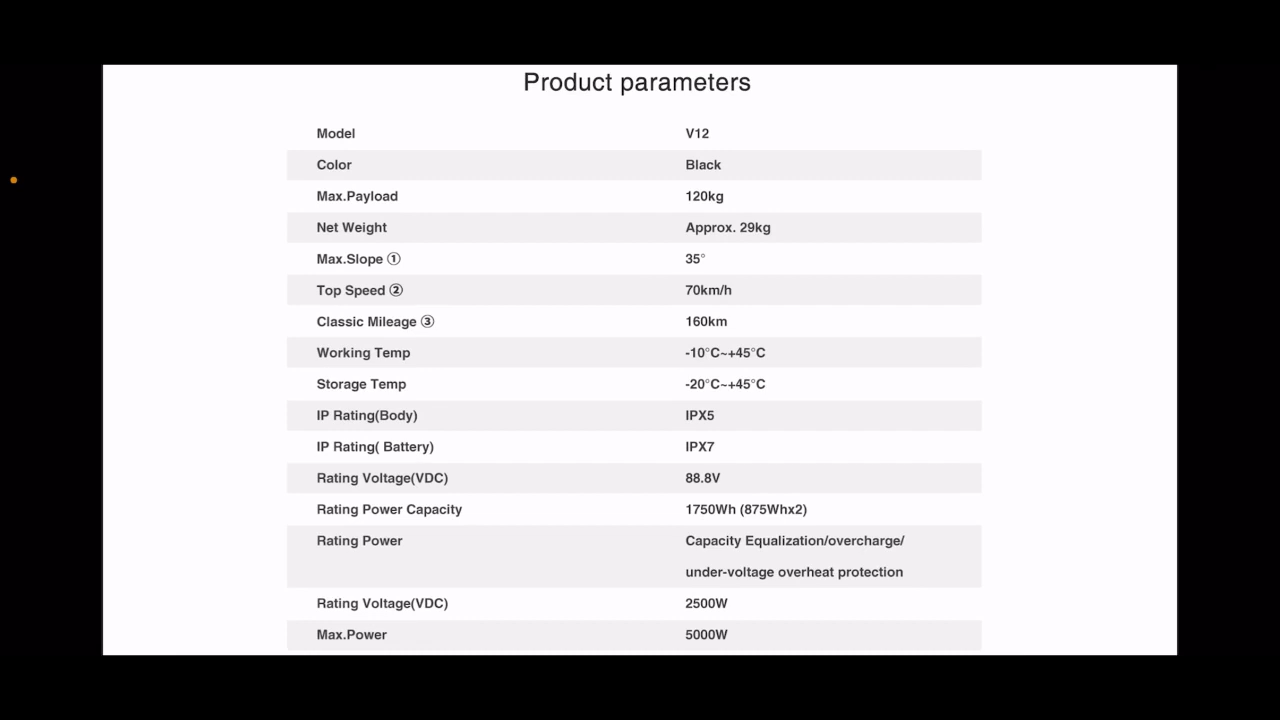 Product parameters
Model V12
Color Black
Max.Payload 120kg
Net Weight Approx. 29kg
Max.Slope ① 35°
Top Speed ② 70km/h
Classic Mileage ③ 160km
Working Temp -10°C~+45°C
Storage Temp -20°C~+45°C
IP Rating(Body) IPX5
IP Rating( Battery) IPX7
Rating Voltage(VDC) 88.8V
Rating Power Capacity 1750Wh (875Whx2)
Rating Power Capacity Equalization/overcharge/
under-voltage overheat protection
Rating Voltage(VDC) 2500W
Max.Power 5000W